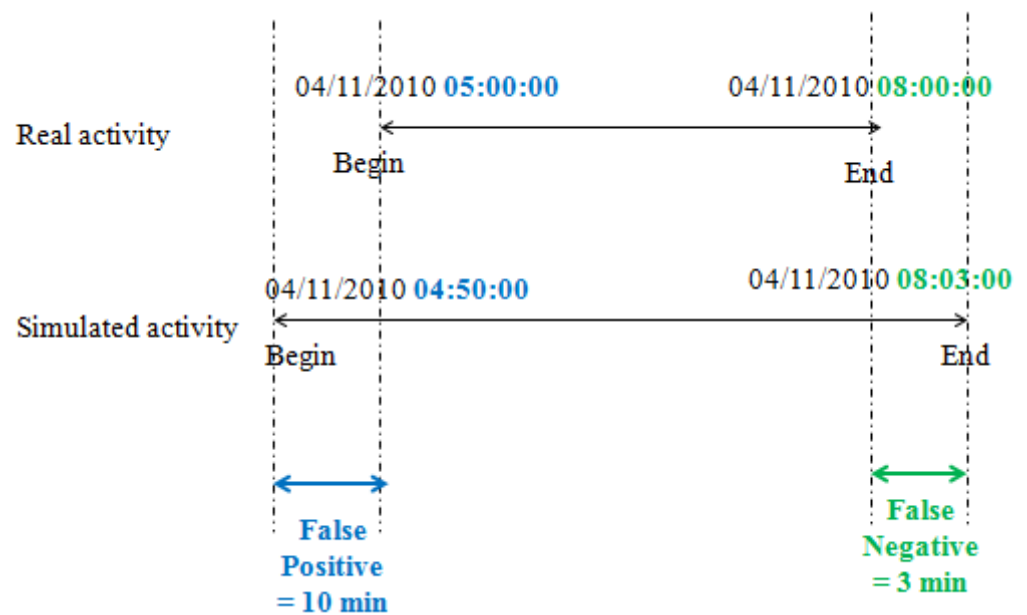 04/11/2010 05:00:00 04/11/2010 08:00:00
Real activity
Begin End
04/11/2010 04:50:00 04/11/2010 08:03:00
Simulated activity
Begin End
False
Positive
= 10 min
False
Negative
= 3 min